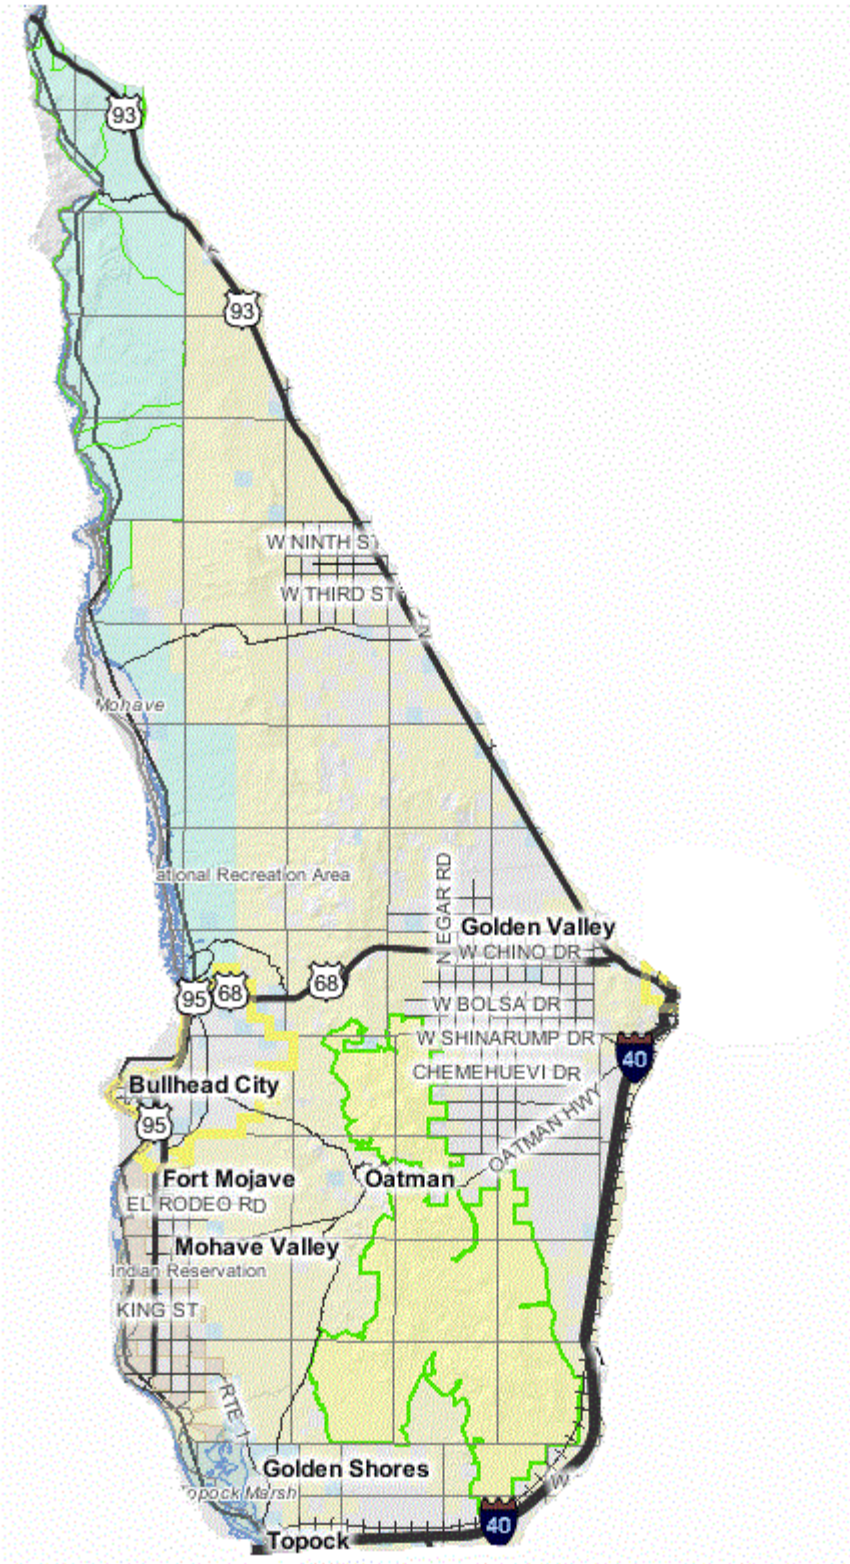 93
93
W NINTH ST
W THIRD ST
Mohave
ational Recreation Area
N EGAR RD
Golden Valley
W CHINO DR
68
68
95
W BOLSA DR
W SHINARUMP DR
40
CHEMEHUEVI DR
Bullhead City
95
OATMAN HWY
Fort Mojave
Oatman
EL RODEO RD
Mohave Valley
Indian Reservation
KING ST
RTE 1
Golden Shores
W
opock Marsh
40
Topock